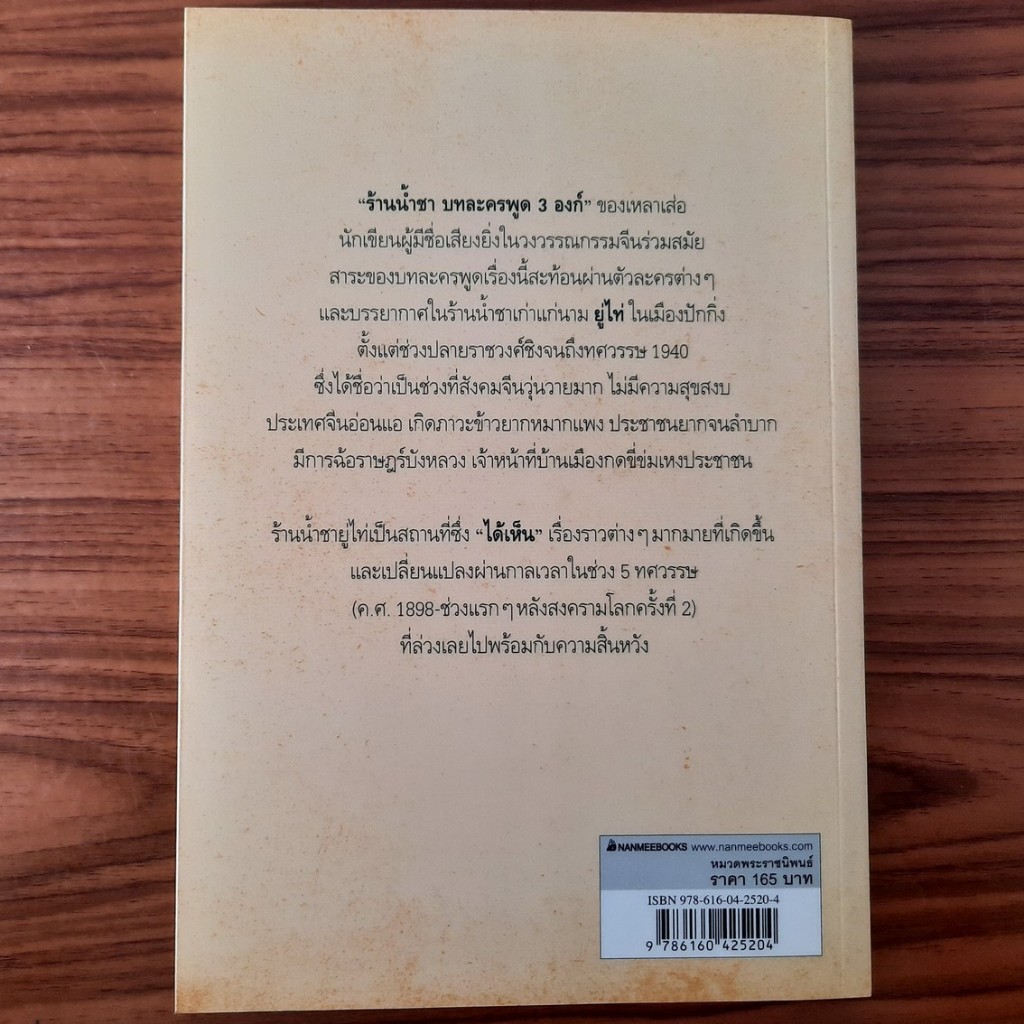 “ร้านน้ำชา บทละครพูด 3 องก์” ของเหลาเส่อ
นักเขียนผู้มีชื่อเสียงยิ่งในวงวรรณกรรมจีนร่วมสมัย
สาระของบทละครพูดเรื่องนี้สะท้อนผ่านตัวละครต่างๆ
และบรรยากาศในร้านน้ำชาเก่าแก่นาม ยู่ไท่ ในเมืองปักกิ่ง
ตั้งแต่ช่วงปลายราชวงศ์ชิงจนถึงทศวรรษ 1940
ซึ่งได้ชื่อว่าเป็นช่วงที่สังคมจีนวุ่นวายมาก ไม่มีความสุขสงบ
ประเทศจีนอ่อนแอ เกิดภาวะข้าวยากหมากแพง ประชาชนยากจนลำบาก
มีการฉ้อราษฎร์บังหลวง เจ้าหน้าที่บ้านเมืองกดขี่ข่มเหงประชาชน
ร้านน้ำชายู่ไท่เป็นสถานที่ซึ่ง “ได้เห็น” เรื่องราวต่างๆ มากมายที่เกิดขึ้น
และเปลี่ยนแปลงผ่านกาลเวลาในช่วง 5 ทศวรรษ
(ค.ศ. 1898-ช่วงแรกๆ หลังสงครามโลกครั้งที่ 2)
ที่ล่วงเลยไปพร้อมกับความสิ้นหวัง
NANMEEBOOKS www.nanmeebooks.com
หมวดพระราชนิพนธ์
ราคา 165 บาท
ISBN 978-616-04-2520-4
9 786160 425204